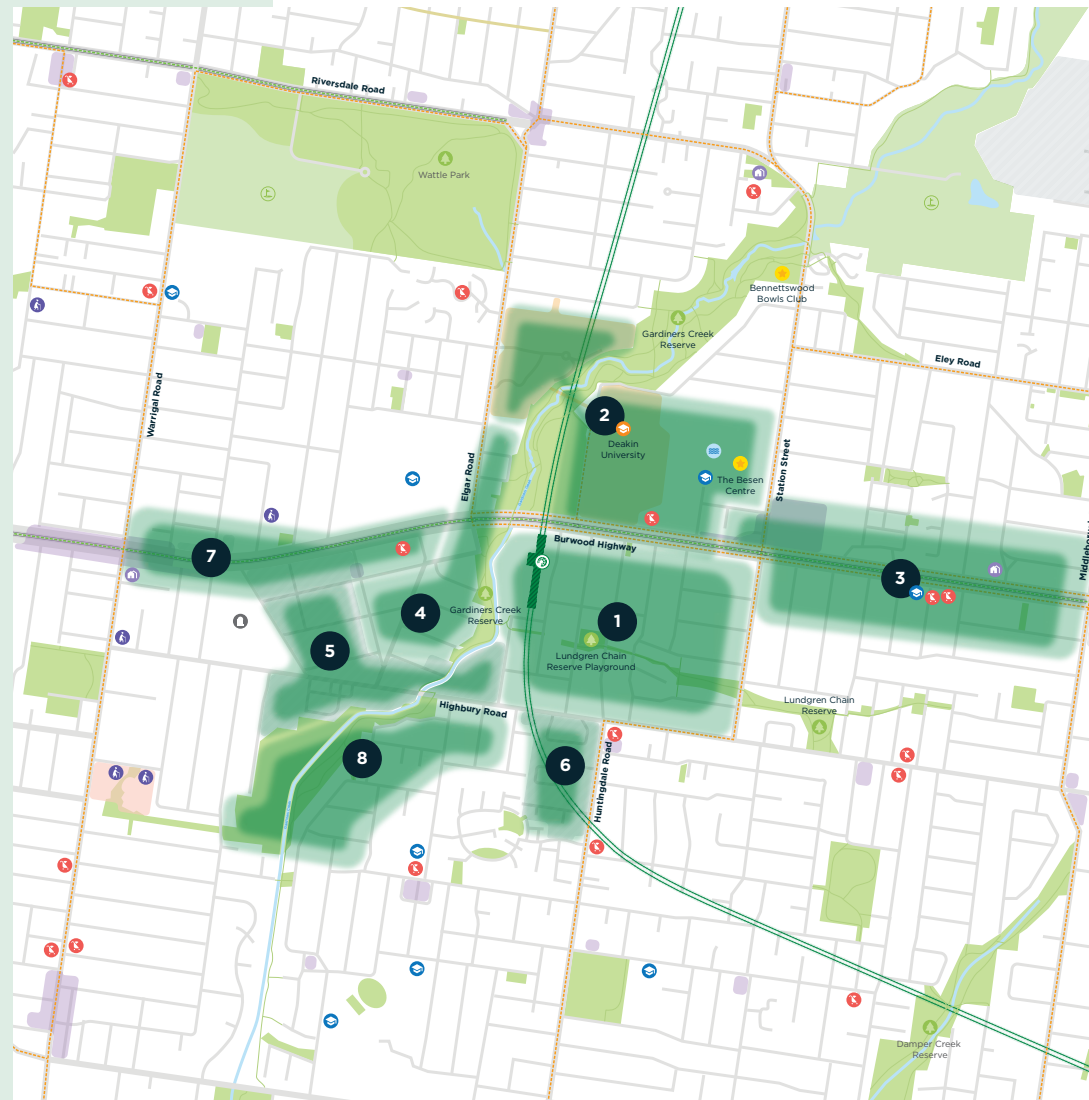 Riversdale Road
Wattle Park
Bennettswood
Bowls Club
Gardiners Creek
Reserve
Eley Road
Warrigal Road
2
Deakin
University
Elgar Road
Station Street
The Besen
Centre
Burwood Highway
7
3
4
Gardiners Creek
Reserve
1
5
Lundgren Chain
Reserve Playground
Highbury Road
Lundgren Chain
Reserve
8
6
Huntingdale Road
Damper Creek
Reserve